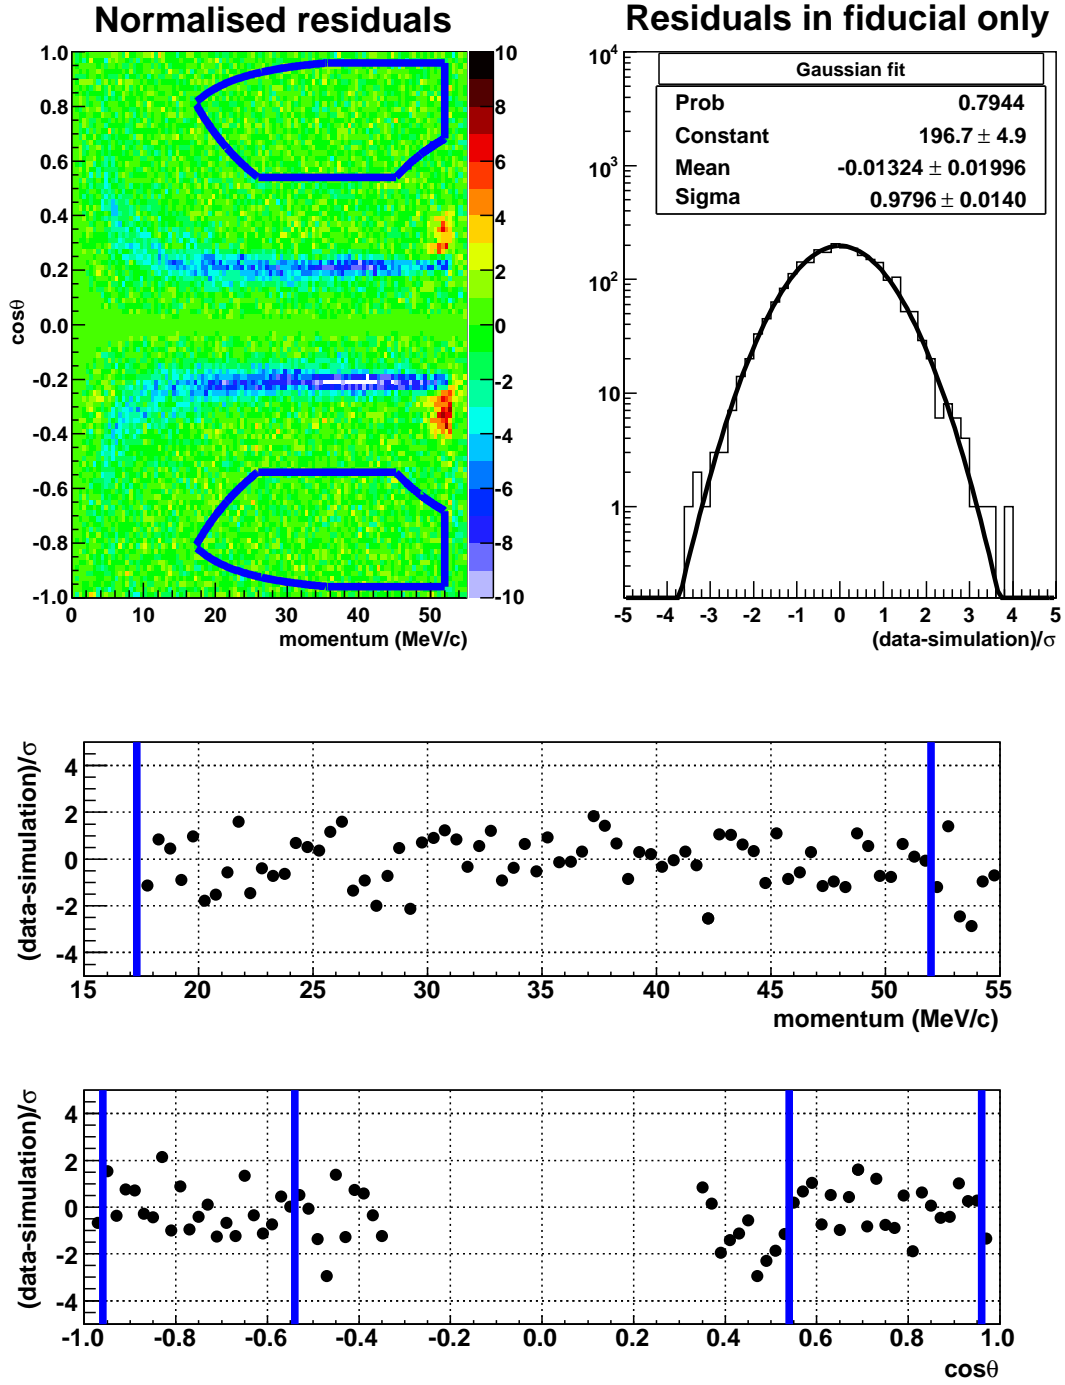 Normalised residuals
Residuals in fiducial only
1.0
0.8
0.6
0.4
0.2
0.0
-0.2
-0.4
-0.6
-0.8
-1.0
cosθ
0 10 20 30 40 50
momentum (MeV/c)
10
8
6
4
2
0
-2
-4
-6
-8
-10
Gaussian fit
Prob 0.7944
Constant 196.7 ± 4.9
Mean -0.01324 ± 0.01996
Sigma 0.9796 ± 0.0140
10⁴
10³
10²
10
1
-5 -4 -3 -2 -1 0 1 2 3 4 5
(data-simulation)/σ
(data-simulation)/σ
4
2
0
-2
-4
15 20 25 30 35 40 45 50 55
momentum (MeV/c)
(data-simulation)/σ
4
2
0
-2
-4
-1.0 -0.8 -0.6 -0.4 -0.2 0.0 0.2 0.4 0.6 0.8 1.0
cosθ